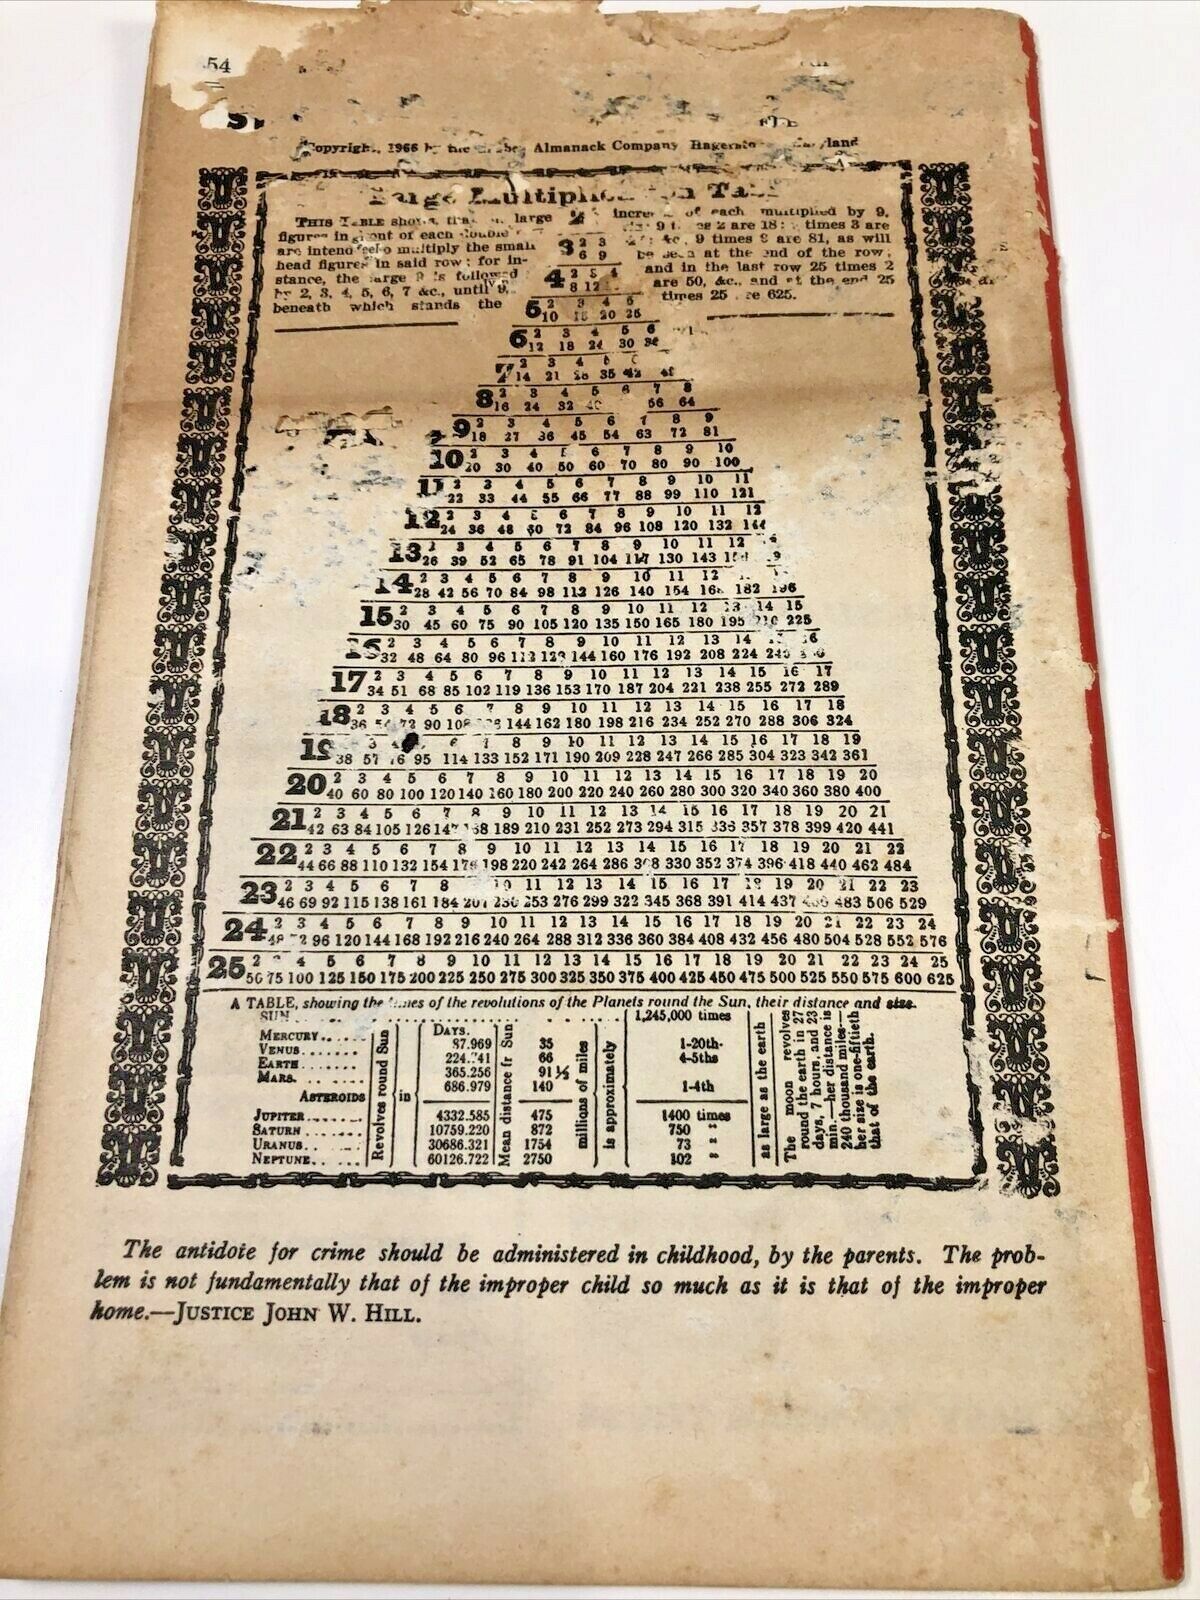 54
Copyright, 1966 by the Almanack Company
THIS TABLE shows, large
figures in front of each
are intended multiply the small
head figures in said row; for in-
stance, the large 9 is followed
by 2, 3, 4, 5, 6, 7 &c., until 9,
beneath which stands the
of each multiplied by 9,
2 are 18; times 3 are
9 times 9 are 81, as will
be seen at the end of the row;
and in the last row 25 times 2
are 50, &c., and at the end 25
times 25 625.
3 2 3
6 9
4 2 3 4
8 12
5 2 3 4 5
10 15 20 25
6 2 3 4 5 6
12 18 24 30 36
7 2 3 4
14 21 28 35 42
8 2 3 4 5 6 7 8
16 24 32 56 64
9 2 3 4 5 6 7 8 9
18 27 36 45 54 63 72 81
10 2 3 4 6 7 8 9 10
20 30 40 50 60 70 80 90 100
11 2 3 4 5 6 7 8 9 10 11
22 33 44 55 66 77 88 99 110 121
12 2 3 4 5 6 7 8 9 10 11 12
24 36 48 60 72 84 96 108 120 132 144
13 2 3 4 5 6 7 8 9 10 11 12
26 39 52 65 78 91 104 117 130 143
14 2 3 4 5 6 7 8 9 10 11 12
28 42 56 70 84 98 112 126 140 154 168 182 196
15 2 3 4 5 6 7 8 9 10 11 12 13 14 15
30 45 60 75 90 105 120 135 150 165 180 195 210 225
16 2 3 4 5 6 7 8 9 10 11 12 13 14 16
32 48 64 80 96 112 128 144 160 176 192 208 224
17 2 3 4 5 6 7 8 9 10 11 12 13 14 15 16 17
34 51 68 85 102 119 136 153 170 187 204 221 238 255 272 289
18 2 3 4 5 6 7 8 9 10 11 12 13 14 15 16 17 18
36 54 72 90 108 144 162 180 198 216 234 252 270 288 306 324
19 3 7 8 9 10 11 12 13 14 15 16 17 18 19
38 57 95 114 133 152 171 190 209 228 247 266 285 304 323 342 361
20 2 3 4 5 6 7 8 9 10 11 12 13 14 15 16 17 18 19 20
40 60 80 100 120 140 160 180 200 220 240 260 280 300 320 340 360 380 400
21 2 3 4 5 6 7 8 9 10 11 12 13 14 15 16 17 18 19 20 21
42 63 84 105 126 147 168 189 210 231 252 273 294 315 336 357 378 399 420 441
22 2 3 4 5 6 7 8 9 10 11 12 13 14 15 16 17 18 19 20 21 22
44 66 88 110 132 154 176 198 220 242 264 286 308 330 352 374 396 418 440 462 484
23 2 3 4 5 6 7 8 10 11 12 13 14 15 16 17 18 19 20 21 22 23
46 69 92 115 138 161 184 207 230 253 276 299 322 345 368 391 414 437 483 506 529
24 2 3 4 5 6 7 8 9 10 11 12 13 14 15 16 17 18 19 20 21 22 23 24
48 72 96 120 144 168 192 216 240 264 288 312 336 360 384 408 432 456 480 504 528 552 576
25 2 3 4 5 6 7 8 9 10 11 12 13 14 15 16 17 18 19 20 21 22 23 24 25
50 75 100 125 150 175 200 225 250 275 300 325 350 375 400 425 450 475 500 525 550 575 600 625
A TABLE, showing the times of the revolutions of the Planets round the Sun, their distance and size.
SUN 1,245,000 times
DAYS.
MERCURY 87.969 35 1-20th
VENUS 224. 66 4-5ths
EARTH 365.256 91½
MARS 686.979 140 1-4th
ASTEROIDS
JUPITER 4332.585 475 1400 times
SATURN 10759.220 872 750 "
URANUS 30686.321 1754 73 "
NEPTUNE 60126.722 2750 102 "
Revolves round Sun
in
Mean distance fr Sun
millions of miles
is approximately
as large as the earth
The moon revolves
round the earth in 27
days, 7 hours, and 23
min.—her distance is
240 thousand miles—
her size is one-fiftieth
that of the earth.
The antidote for crime should be administered in childhood, by the parents. The prob-
lem is not fundamentally that of the improper child so much as it is that of the improper
home.—JUSTICE JOHN W. HILL.